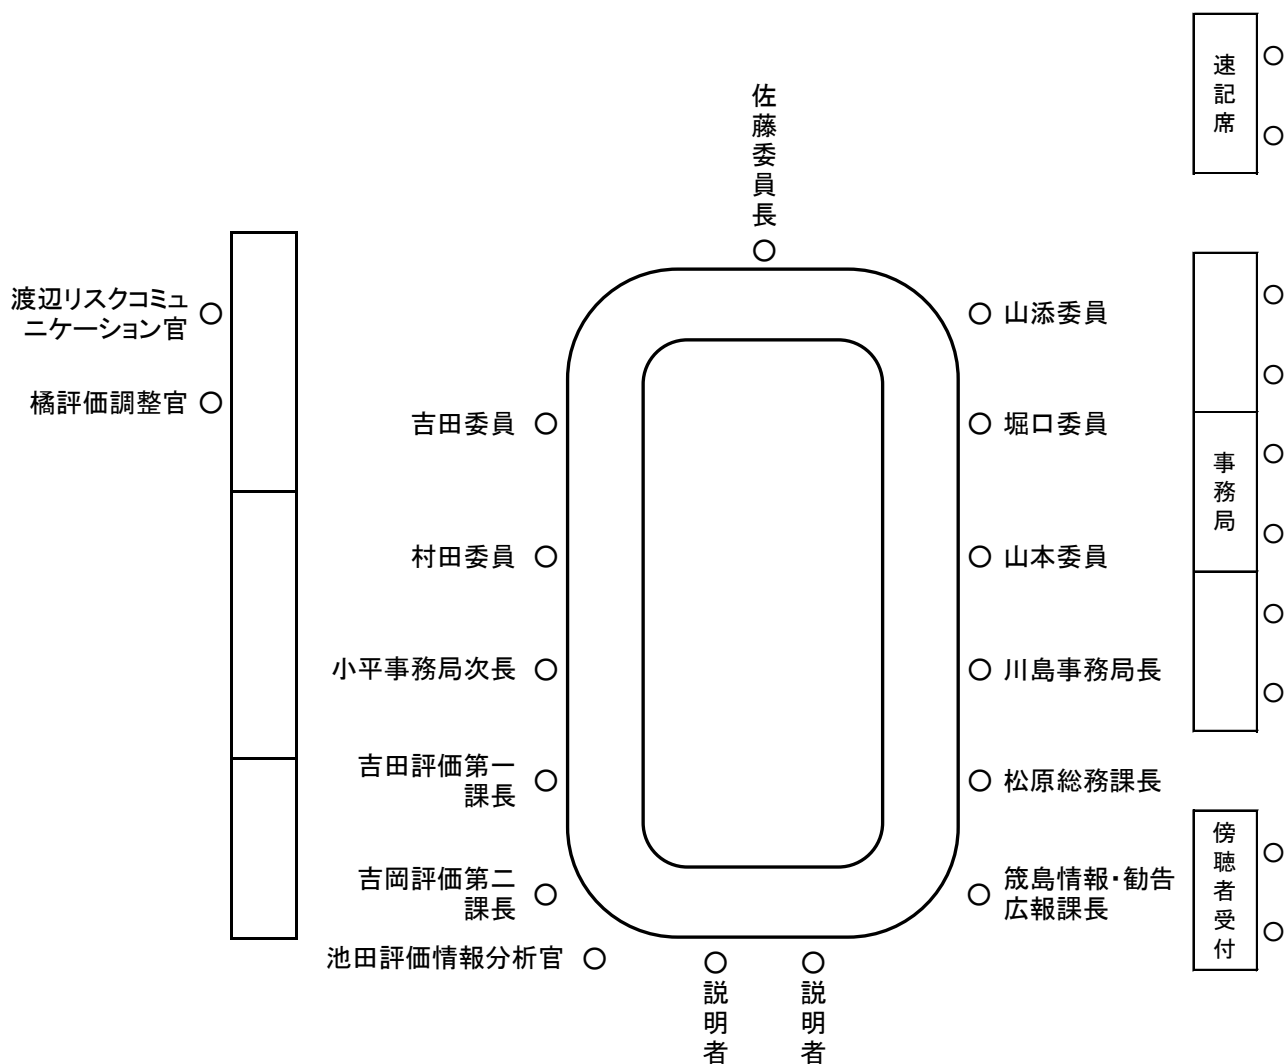 速記席
佐藤委員長
渡辺リスクコミュ
ニケーション官
山添委員
橘評価調整官
吉田委員
堀口委員
事務局
村田委員
山本委員
小平事務局次長
川島事務局長
吉田評価第一
課長
松原総務課長
吉岡評価第二
課長
筬島情報・勧告
広報課長
傍聴者受付
池田評価情報分析官
説明者
説明者